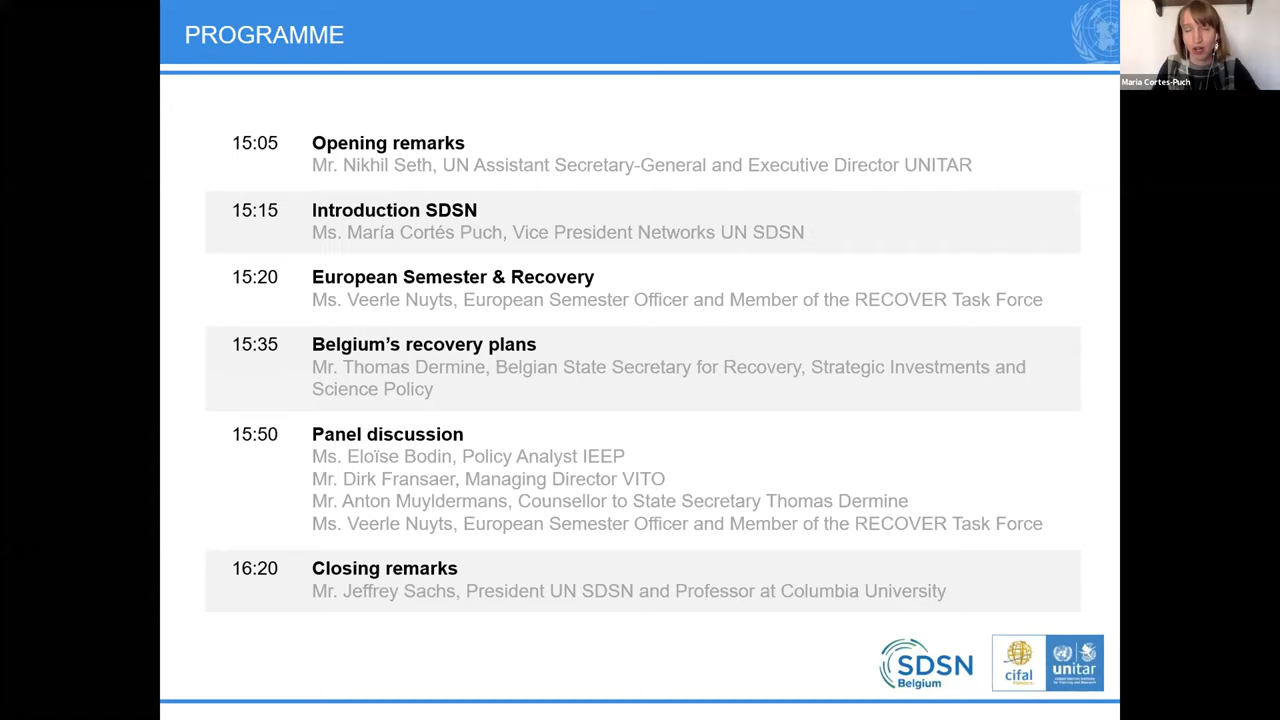 PROGRAMME
Maria Cortes-Puch
15:05 Opening remarks
Mr. Nikhil Seth, UN Assistant Secretary-General and Executive Director UNITAR
15:15 Introduction SDSN
Ms. María Cortés Puch, Vice President Networks UN SDSN
15:20 European Semester & Recovery
Ms. Veerle Nuyts, European Semester Officer and Member of the RECOVER Task Force
15:35 Belgium's recovery plans
Mr. Thomas Dermine, Belgian State Secretary for Recovery, Strategic Investments and
Science Policy
15:50 Panel discussion
Ms. Eloïse Bodin, Policy Analyst IEEP
Mr. Dirk Fransaer, Managing Director VITO
Mr. Anton Muyldermans, Counsellor to State Secretary Thomas Dermine
Ms. Veerle Nuyts, European Semester Officer and Member of the RECOVER Task Force
16:20 Closing remarks
Mr. Jeffrey Sachs, President UN SDSN and Professor at Columbia University
SDSN
Belgium
cifal
unitar